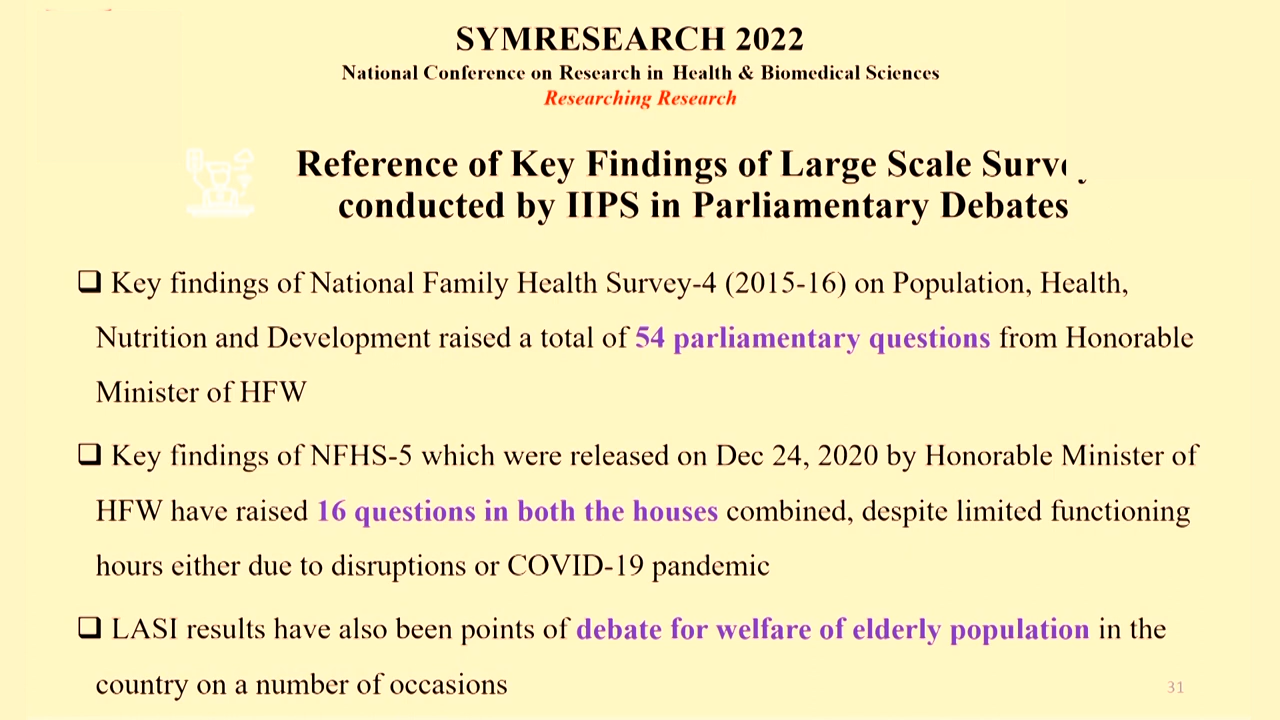 SYMRESEARCH 2022
National Conference on Research in Health & Biomedical Sciences
Researching Research
Reference of Key Findings of Large Scale
conducted by IIPS in Parliamentary Debates
❑ Key findings of National Family Health Survey-4 (2015-16) on Population, Health,
Nutrition and Development raised a total of 54 parliamentary questions from Honorable
Minister of HFW
❑ Key findings of NFHS-5 which were released on Dec 24, 2020 by Honorable Minister of
HFW have raised 16 questions in both the houses combined, despite limited functioning
hours either due to disruptions or COVID-19 pandemic
❑ LASI results have also been points of debate for welfare of elderly population in the
country on a number of occasions
31